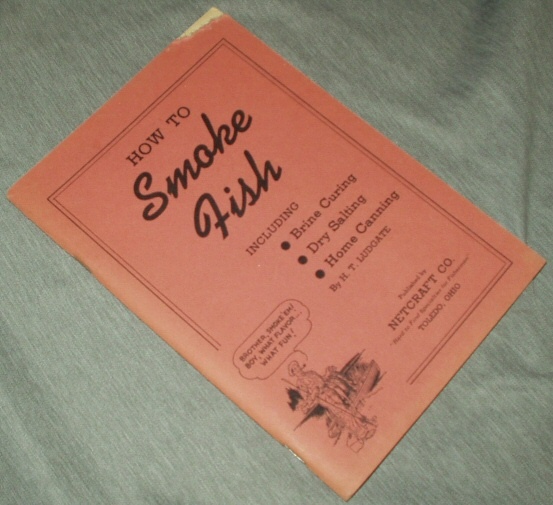 HOW TO
Smoke
Fish
INCLUDING
● Brine Curing
● Dry Salting
● Home Canning
By H. T. LUDGATE
BROTHER, SMOKE 'EM!
BOY, WHAT FLAVOR...
WHAT FUN!
Published by
NETCRAFT CO.
TOLEDO, OHIO